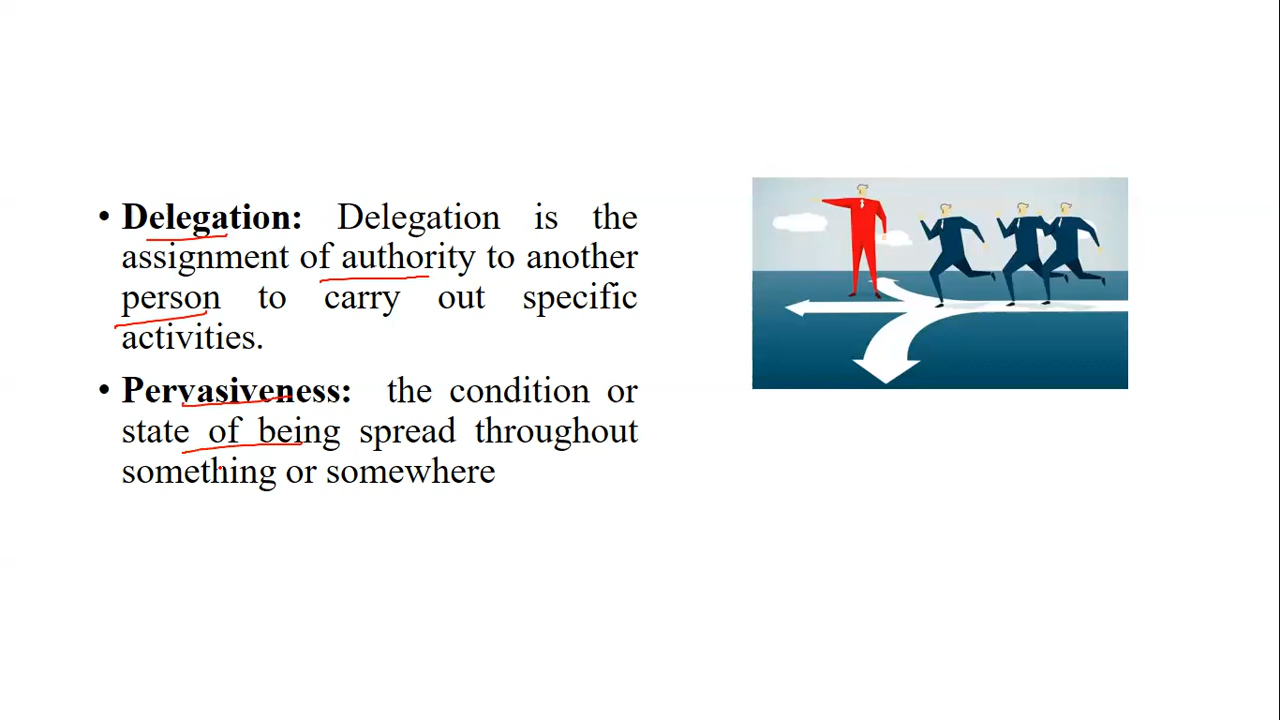 • Delegation: Delegation is the
assignment of authority to another
person to carry out specific
activities.
• Pervasiveness: the condition or
state of being spread throughout
something or somewhere